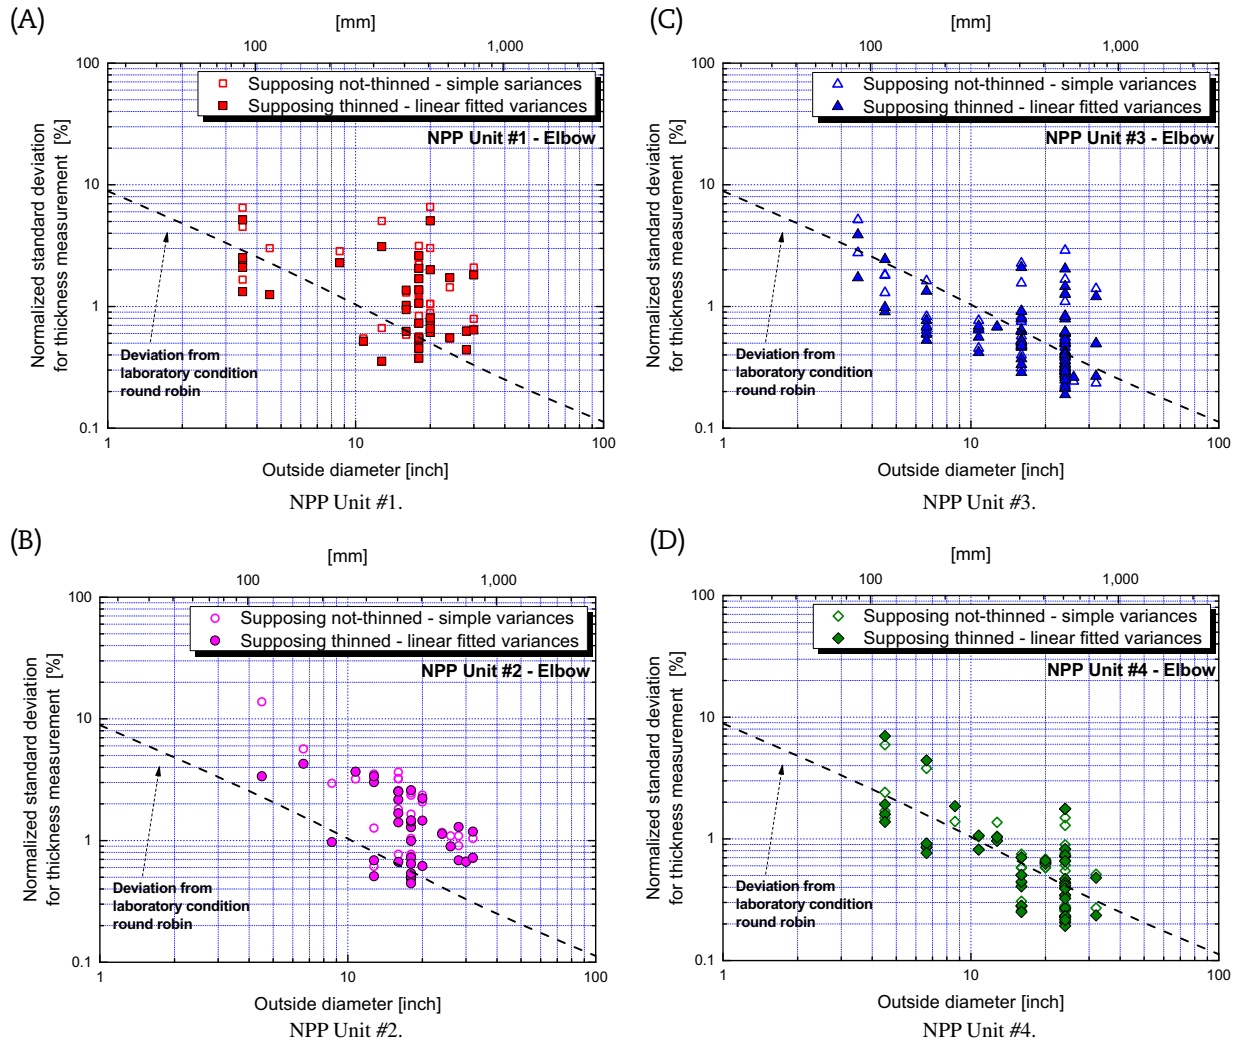 (A)
[mm]
100 1,000
100
10
1
0.1
Normalized standard deviation
for thickness measurement [%]
Supposing not-thinned - simple sariances
Supposing thinned - linear fitted variances
NPP Unit #1 - Elbow
Deviation from
laboratory condition
round robin
1 10 100
Outside diameter [inch]
NPP Unit #1.
(C)
[mm]
100 1,000
100
10
1
0.1
Normalized standard deviation
for thickness measurement [%]
Supposing not-thinned - simple variances
Supposing thinned - linear fitted variances
NPP Unit #3 - Elbow
Deviation from
laboratory condition
round robin
1 10 100
Outside diameter [inch]
NPP Unit #3.
(B)
[mm]
100 1,000
100
10
1
0.1
Normalized standard deviation
for thickness measurement [%]
Supposing not-thinned - simple variances
Supposing thinned - linear fitted variances
NPP Unit #2 - Elbow
Deviation from
laboratory condition
round robin
1 10 100
Outside diameter [inch]
NPP Unit #2.
(D)
[mm]
100 1,000
100
10
1
0.1
Normalized standard deviation
for thickness measurement [%]
Supposing not-thinned - simple variances
Supposing thinned - linear fitted variances
NPP Unit #4 - Elbow
Deviation from
laboratory condition
round robin
1 10 100
Outside diameter [inch]
NPP Unit #4.